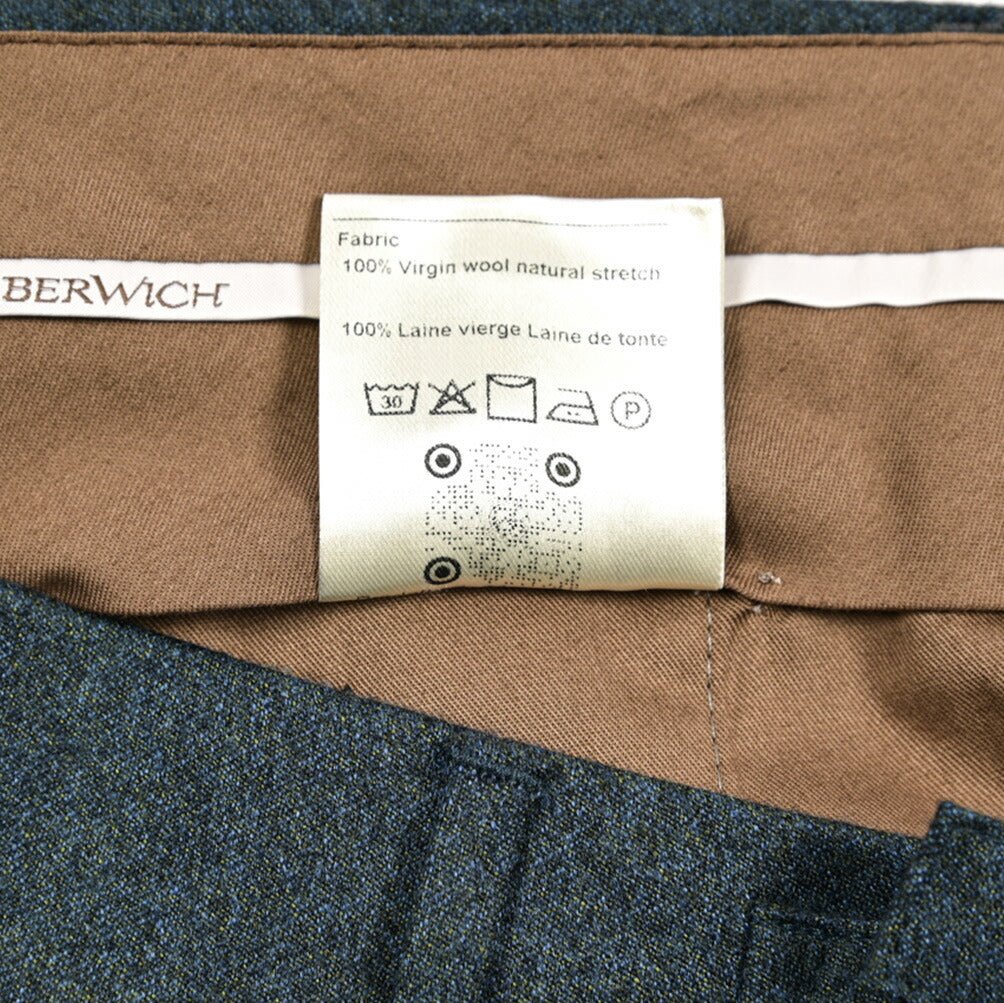 Fabric
100% Virgin wool natural stretch
BERWICH
100% Laine vierge Laine de tonte
30
P